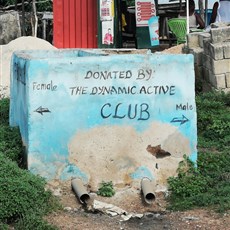 DONATED BY:
Female THE DYNAMIC ACTIVE
CLUB Male